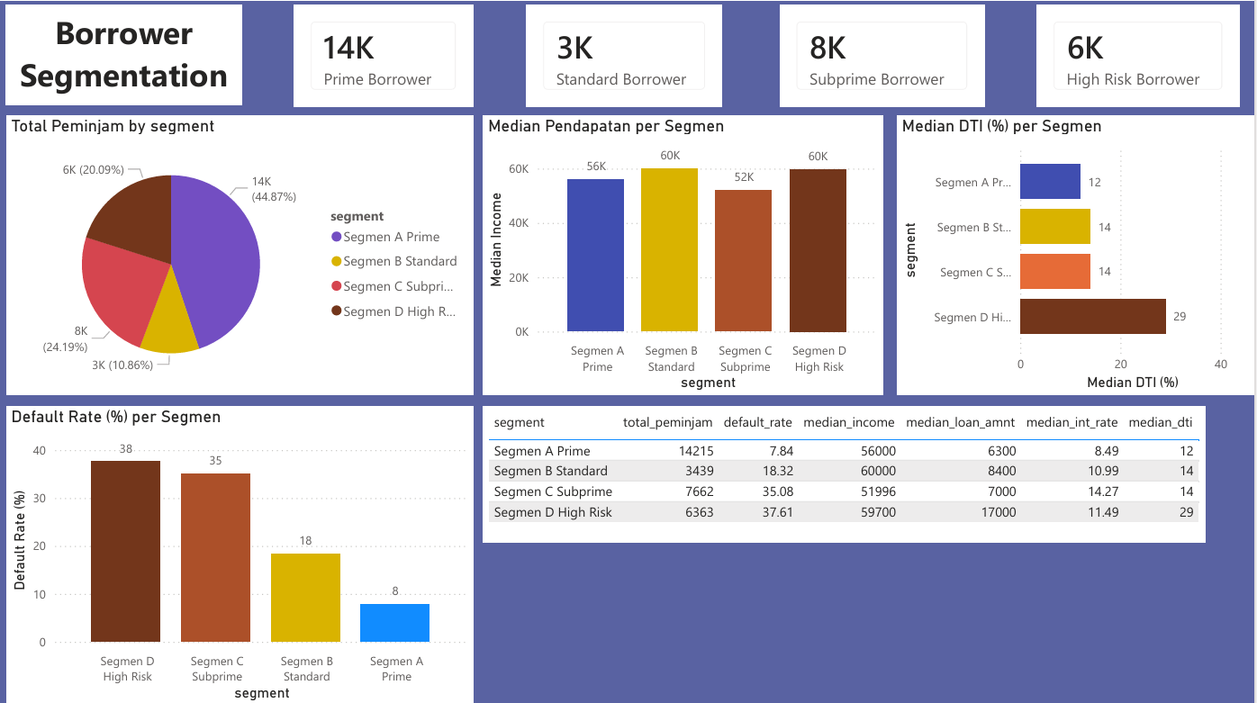 Borrower
Segmentation
14K
Prime Borrower
3K
Standard Borrower
8K
Subprime Borrower
6K
High Risk Borrower
Total Peminjam by segment
6K (20.09%)
14K
(44.87%)
8K
(24.19%)
3K (10.86%)
segment
Segmen A Prime
Segmen B Standard
Segmen C Subpri...
Segmen D High R...
Median Pendapatan per Segmen
Median Income
60K
40K
20K
0K
56K
60K
52K
60K
Segmen A
Prime
Segmen B
Standard
Segmen C
Subprime
Segmen D
High Risk
segment
Median DTI (%) per Segmen
segment
Segmen A Pr...
12
Segmen B St...
14
Segmen C S...
14
Segmen D Hi...
29
0
20
40
Median DTI (%)
Default Rate (%) per Segmen
Default Rate (%)
40
30
20
10
0
38
35
18
8
Segmen D
High Risk
Segmen C
Subprime
Segmen B
Standard
Segmen A
Prime
segment
segment total_peminjam default_rate median_income median_loan_amnt median_int_rate median_dti
Segmen A Prime 14215 7.84 56000 6300 8.49 12
Segmen B Standard 3439 18.32 60000 8400 10.99 14
Segmen C Subprime 7662 35.08 51996 7000 14.27 14
Segmen D High Risk 6363 37.61 59700 17000 11.49 29